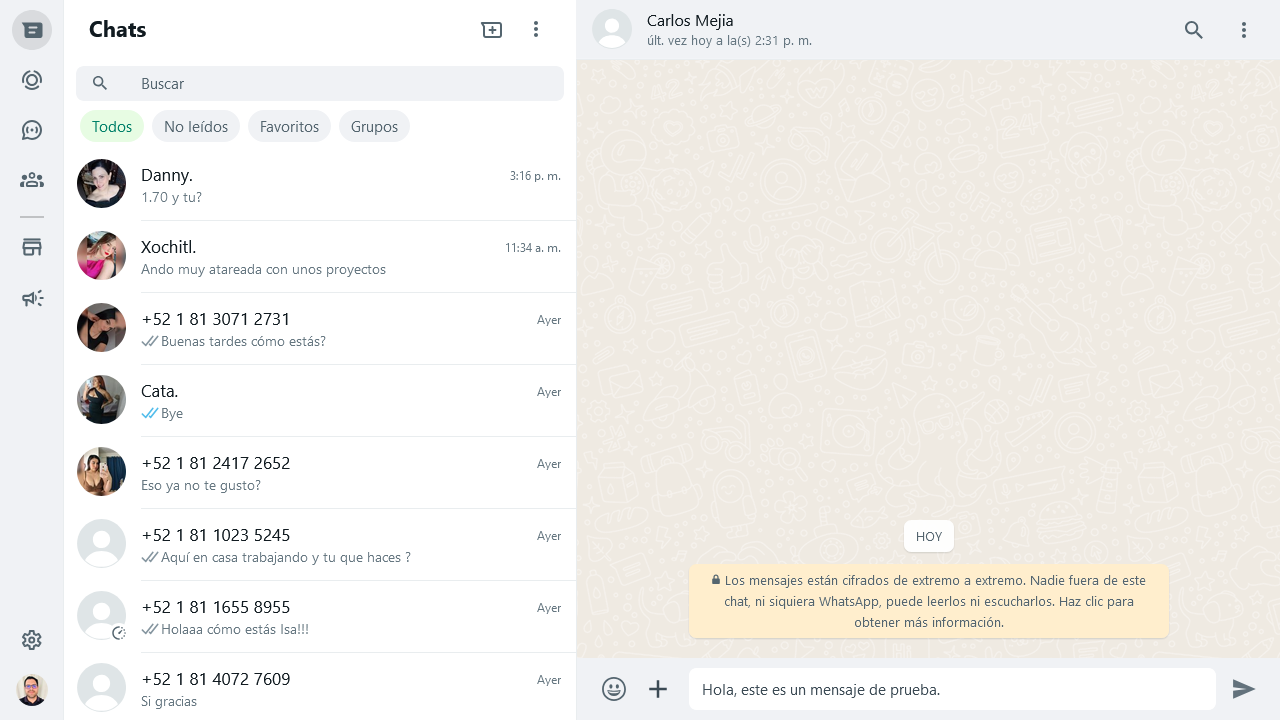 Chats
Buscar
Todos
No leídos
Favoritos
Grupos
Danny.
3:16 p. m.
1.70 y tu?
Xochitl.
11:34 a. m.
Ando muy atareada con unos proyectos
+52 1 81 3071 2731
Ayer
Buenas tardes cómo estás?
Cata.
Ayer
Bye
+52 1 81 2417 2652
Ayer
Eso ya no te gusto?
+52 1 81 1023 5245
Ayer
Aquí en casa trabajando y tu que haces ?
+52 1 81 1655 8955
Ayer
Holaaa cómo estás Isa!!!
+52 1 81 4072 7609
Ayer
Si gracias
Carlos Mejia
últ. vez hoy a la(s) 2:31 p. m.
HOY
Los mensajes están cifrados de extremo a extremo. Nadie fuera de este
chat, ni siquiera WhatsApp, puede leerlos ni escucharlos. Haz clic para
obtener más información.
Hola, este es un mensaje de prueba.